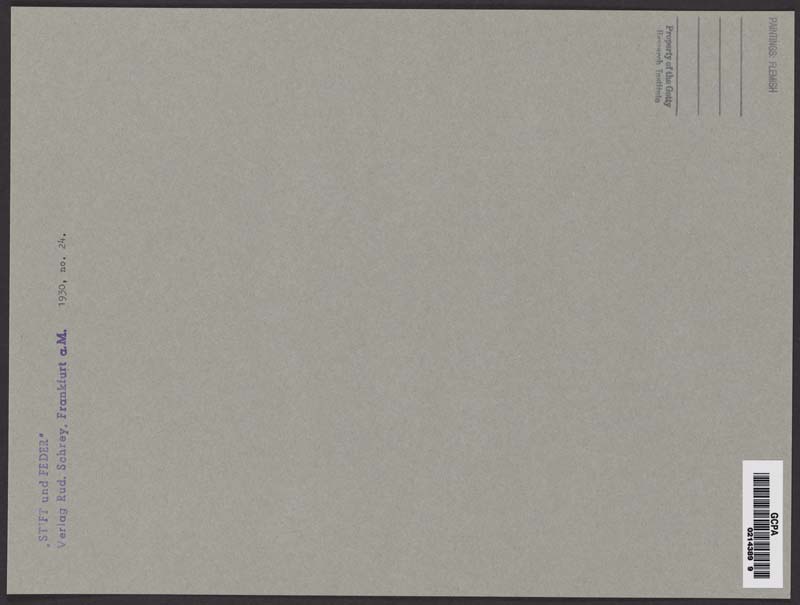 PAINTINGS: FLEMISH
Property of the Getty
Research Institute
„STIFT und FEDER"
Verlag Rud. Schrey, Frankfurt a.M. 1930, no. 24.
GCPA
0214389 9